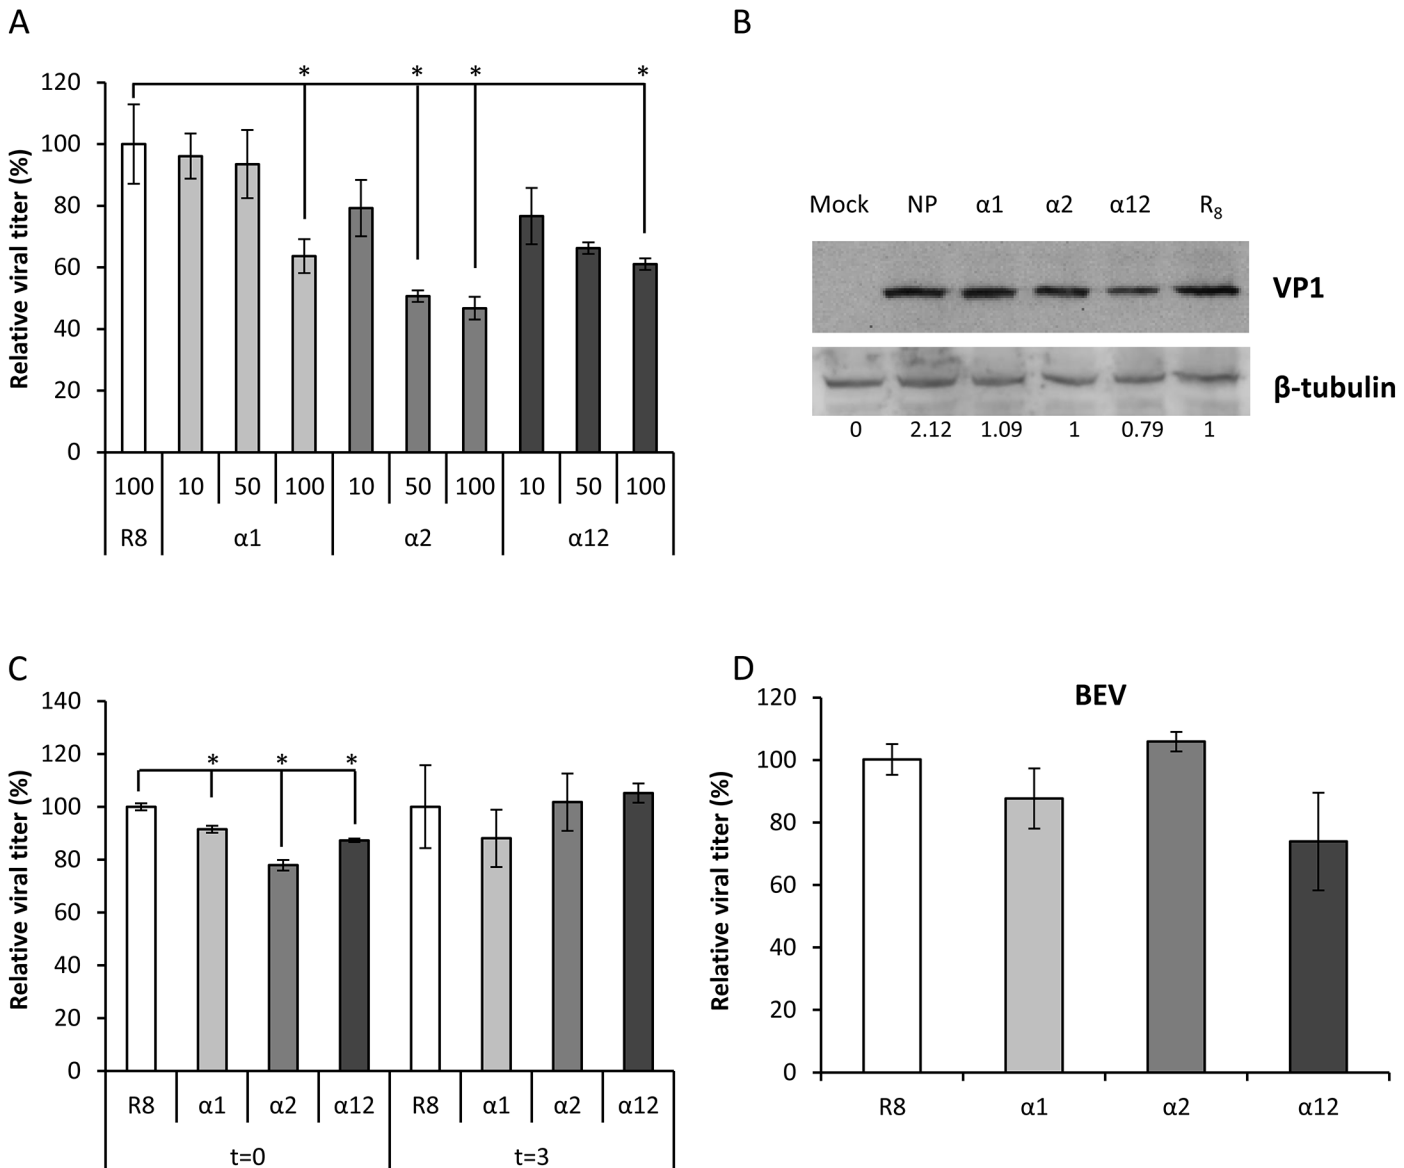 A
120
100
80
60
40
20
0
Relative viral titer (%)
* * * *
100 10 50 100 10 50 100 10 50 100
R8 α1 α2 α12
B
Mock NP α1 α2 α12 R8
VP1
β-tubulin
0 2.12 1.09 1 0.79 1
C
140
120
100
80
60
40
20
0
Relative viral titer (%)
* * *
R8 α1 α2 α12 R8 α1 α2 α12
t=0 t=3
D
BEV
120
100
80
60
40
20
0
Relative viral titer (%)
R8 α1 α2 α12